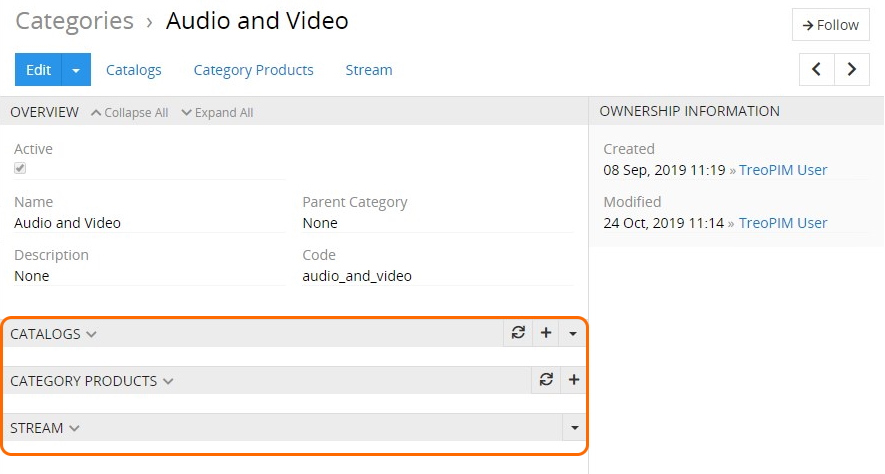 Categories › Audio and Video
Follow
Edit Catalogs Category Products Stream
OVERVIEW Collapse All Expand All
OWNERSHIP INFORMATION
Active
Name
Audio and Video
Parent Category
None
Description
None
Code
audio_and_video
Created
08 Sep, 2019 11:19 » TreoPIM User
Modified
24 Oct, 2019 11:14 » TreoPIM User
CATALOGS
CATEGORY PRODUCTS
STREAM